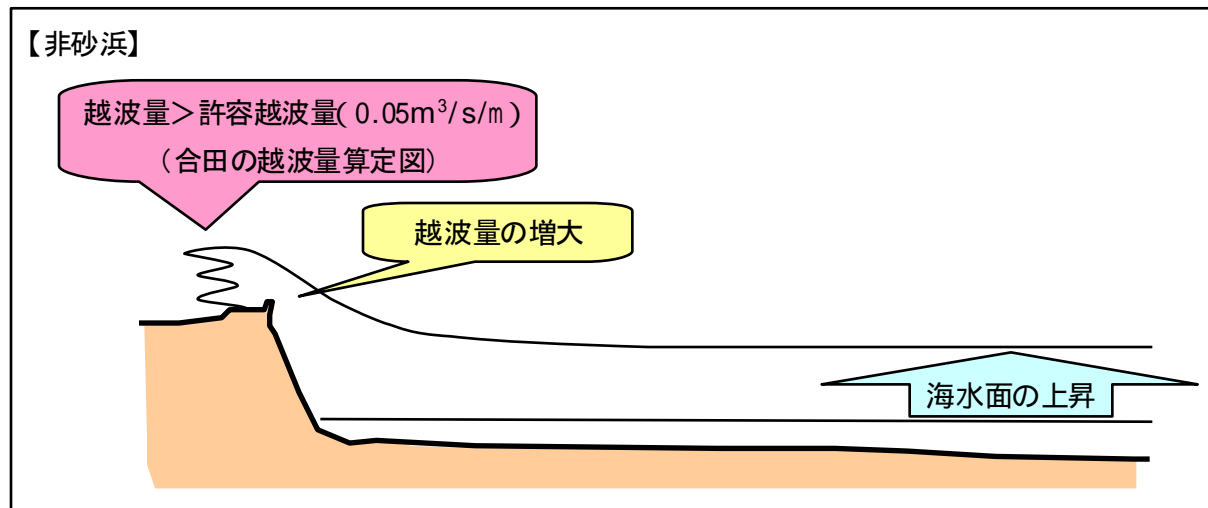 【非砂浜】
越波量＞許容越波量（0.05m³/s/m）
（合田の越波量算定図）
越波量の増大
海水面の上昇